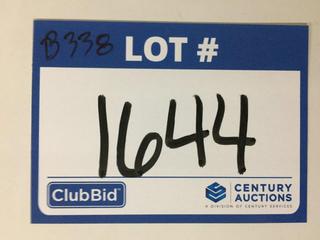 B338 LOT #
1644
ClubBid
CENTURY
AUCTIONS
A DIVISION OF CENTURY SERVICES